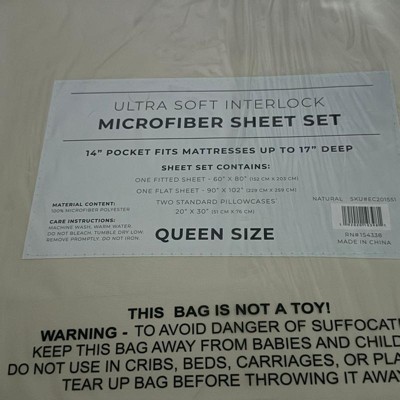 ULTRA SOFT INTERLOCK
MICROFIBER SHEET SET
14" POCKET FITS MATTRESSES UP TO 17" DEEP
SHEET SET CONTAINS:
ONE FITTED SHEET - 60" X 80" (152 CM X 203 CM)
ONE FLAT SHEET - 90" X 102" (229 CM X 259 CM)
TWO STANDARD PILLOWCASES
20" X 30" (51 CM X 76 CM)
QUEEN SIZE
MATERIAL CONTENT:
100% MICROFIBER POLYESTER
CARE INSTRUCTIONS:
MACHINE WASH, WARM WATER.
DO NOT BLEACH. TUMBLE DRY LOW.
REMOVE PROMPTLY. DO NOT IRON.
NATURAL
RN#154338
MADE IN CHINA
THIS BAG IS NOT A TOY!
WARNING - TO AVOID DANGER OF SUFFOCAT
KEEP THIS BAG AWAY FROM BABIES AND CHILD
DO NOT USE IN CRIBS, BEDS, CARRIAGES, OR PLA
TEAR UP BAG BEFORE THROWING IT AWAY